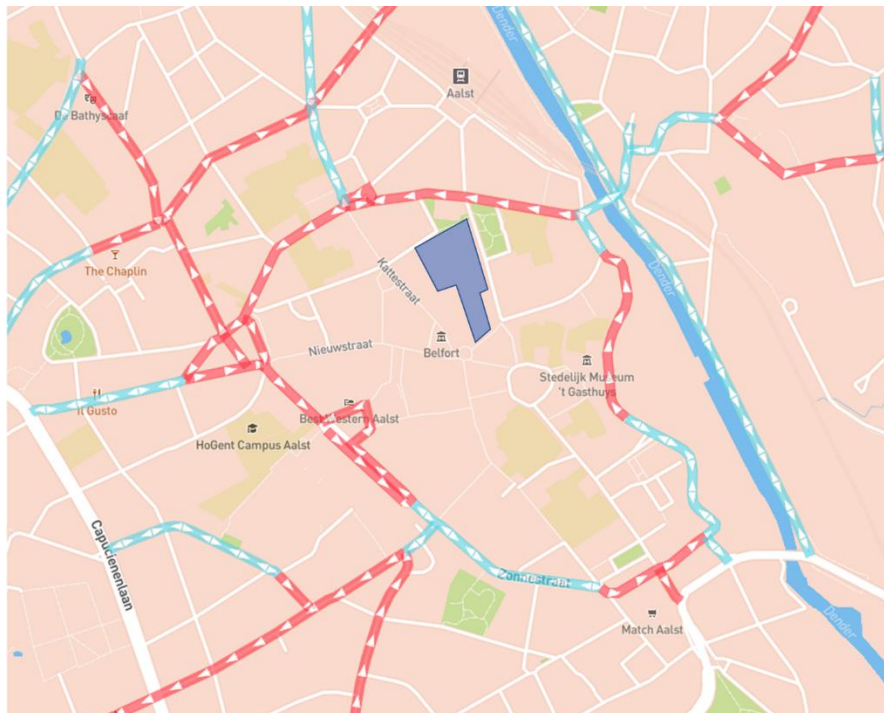 Dender
Aalst
De Bathyscaaf
The Chaplin
Kattestraat
Dender
Nieuwstraat
Belfort
Stedelijk Museum
't Gasthuys
Il Gusto
Best Western Aalst
HoGent Campus Aalst
Capucienenlaan
Zonnestraat
Match Aalst
Dender